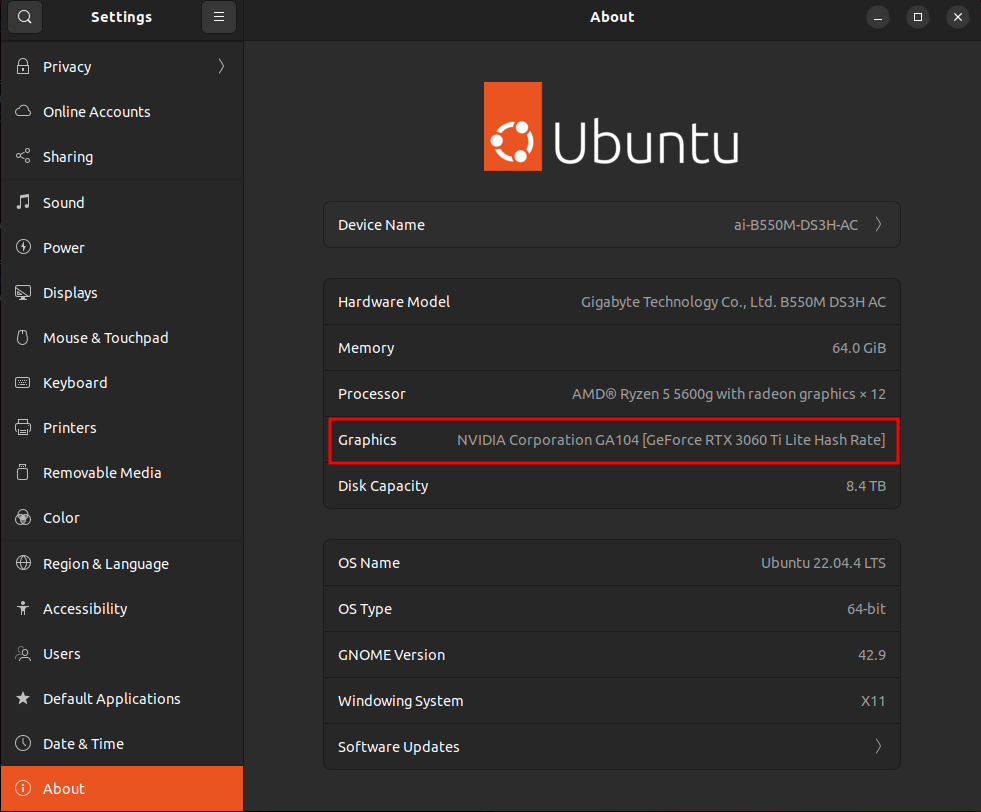 Settings
About
Privacy
Online Accounts
Sharing
Sound
Power
Displays
Mouse & Touchpad
Keyboard
Printers
Removable Media
Color
Region & Language
Accessibility
Users
Default Applications
Date & Time
About
Ubuntu
Device Name ai-B550M-DS3H-AC
Hardware Model Gigabyte Technology Co., Ltd. B550M DS3H AC
Memory 64.0 GiB
Processor AMD® Ryzen 5 5600g with radeon graphics × 12
Graphics NVIDIA Corporation GA104 [GeForce RTX 3060 Ti Lite Hash Rate]
Disk Capacity 8.4 TB
OS Name Ubuntu 22.04.4 LTS
OS Type 64-bit
GNOME Version 42.9
Windowing System X11
Software Updates